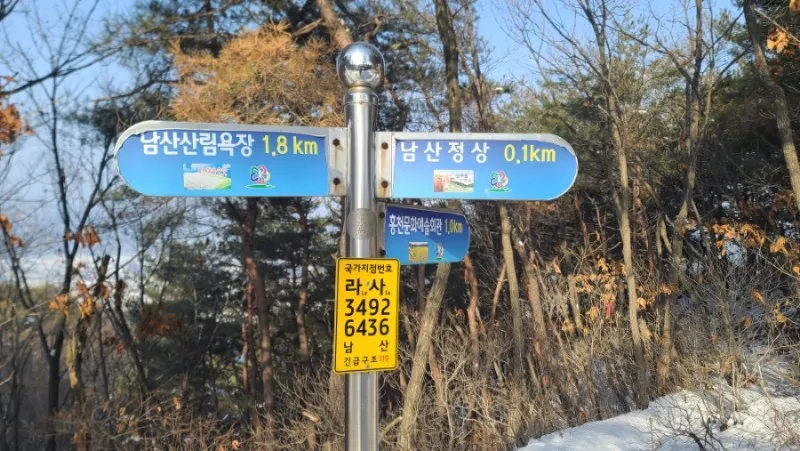 남산산림욕장 1.8 km
남산정상 0.1km
홍천문화예술회관 1.0km
국가지점번호
라사
3492
6436
남산
긴급구조 119